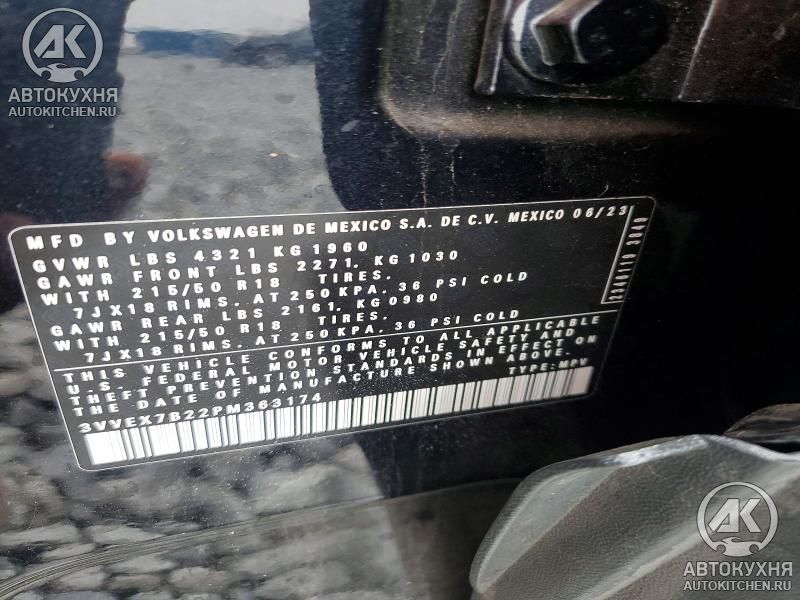 АК
АВТОКУХНЯ
AUTOKITCHEN.RU
MFD BY VOLKSWAGEN DE MEXICO S.A. DE C.V. MEXICO 06/23
GVWR LBS 4321 KG 1960
GAWR FRONT LBS 2271, KG 1030
WITH 215/50 R18 TIRES.
7JX18 RIMS. AT 250 KPA, 36 PSI COLD
GAWR REAR LBS 2161, KG 0980
WITH 215/50 R18 TIRES.
7JX18 RIMS. AT 250 KPA, 36 PSI COLD
THIS VEHICLE CONFORMS TO ALL APPLICABLE
U.S. FEDERAL MOTOR VEHICLE SAFETY AND
THEFT PREVENTION STANDARDS IN EFFECT ON
THE DATE OF MANUFACTURE SHOWN ABOVE.
3VVEX7B22PM363174 TYPE:MPV
АК
АВТОКУХНЯ
AUTOKITCHEN.RU